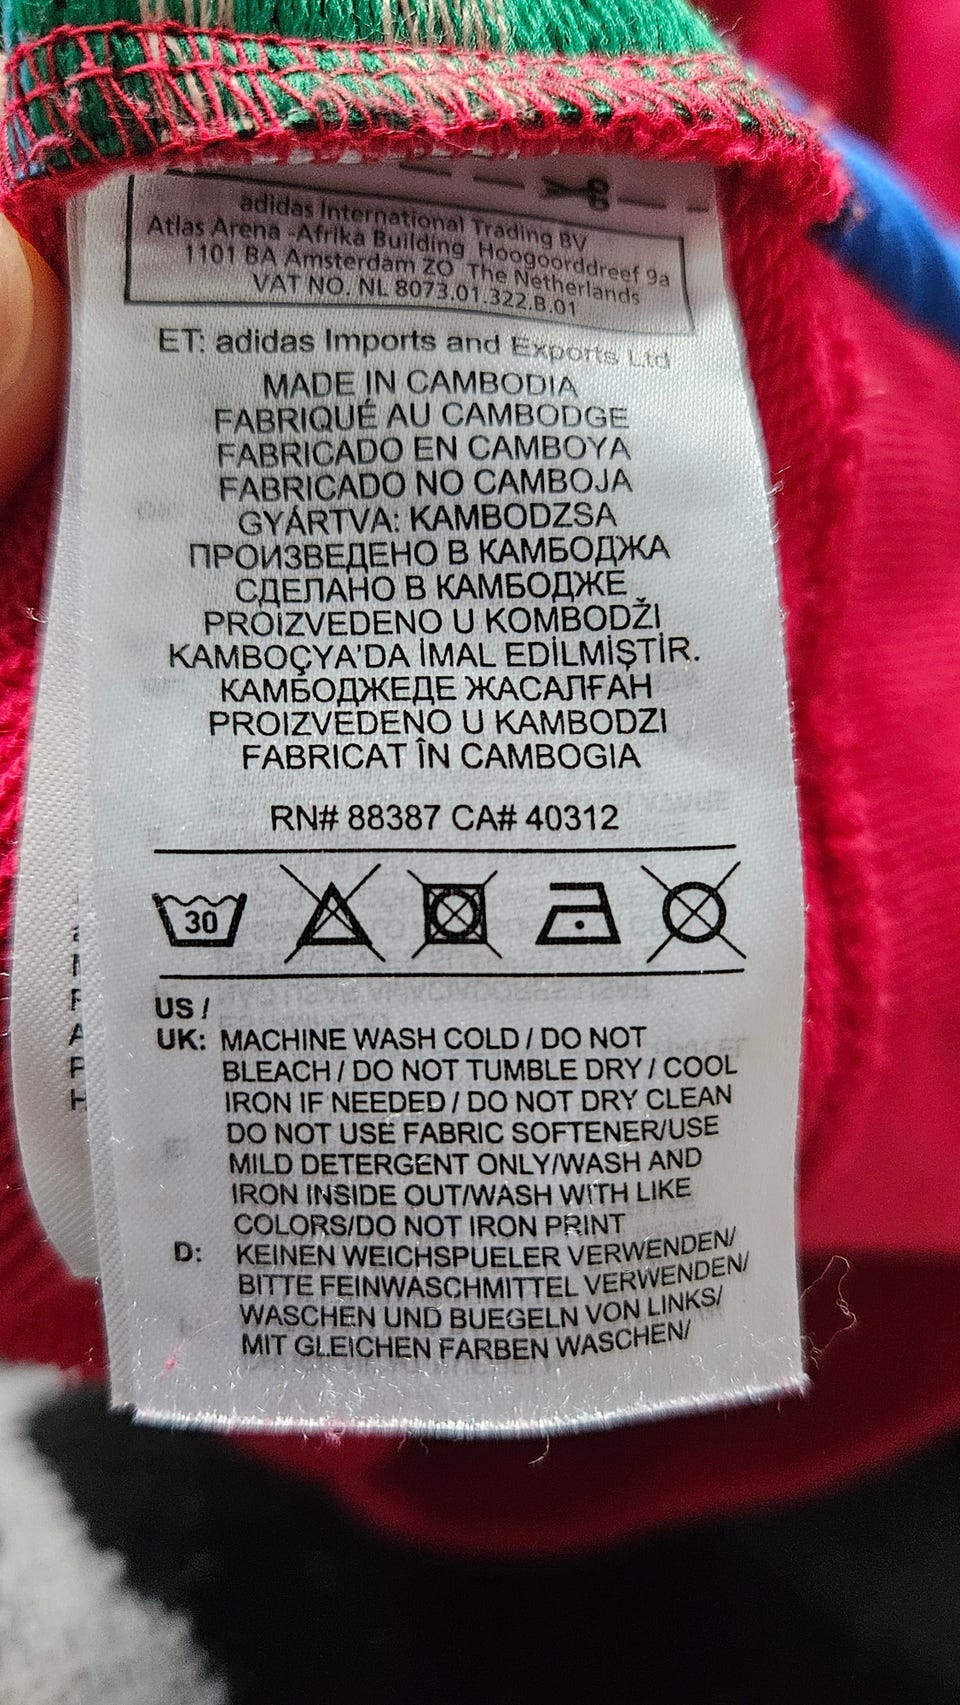 adidas International Trading BV
Atlas Arena -Afrika Building Hoogoorddreef 9a
1101 BA Amsterdam ZO The Netherlands
VAT NO. NL 8073.01.322.B.01
ET: adidas Imports and Exports Ltd
MADE IN CAMBODIA
FABRIQUÉ AU CAMBODGE
FABRICADO EN CAMBOYA
FABRICADO NO CAMBOJA
GYÁRTVA: KAMBODZSA
ПРОИЗВЕДЕНО В КАМБОДЖА
СДЕЛАНО В КАМБОДЖЕ
PROIZVEDENO U KOMBODŽI
KAMBOÇYA'DA İMAL EDİLMİŞTİR.
КАМБОДЖЕДЕ ЖАСАЛҒАН
PROIZVEDENO U KAMBODZI
FABRICAT ÎN CAMBOGIA
RN# 88387 CA# 40312
30
US /
UK: MACHINE WASH COLD / DO NOT
BLEACH / DO NOT TUMBLE DRY / COOL
IRON IF NEEDED / DO NOT DRY CLEAN
DO NOT USE FABRIC SOFTENER/USE
MILD DETERGENT ONLY/WASH AND
IRON INSIDE OUT/WASH WITH LIKE
COLORS/DO NOT IRON PRINT
D: KEINEN WEICHSPUELER VERWENDEN/
BITTE FEINWASCHMITTEL VERWENDEN/
WASCHEN UND BUEGELN VON LINKS/
MIT GLEICHEN FARBEN WASCHEN/